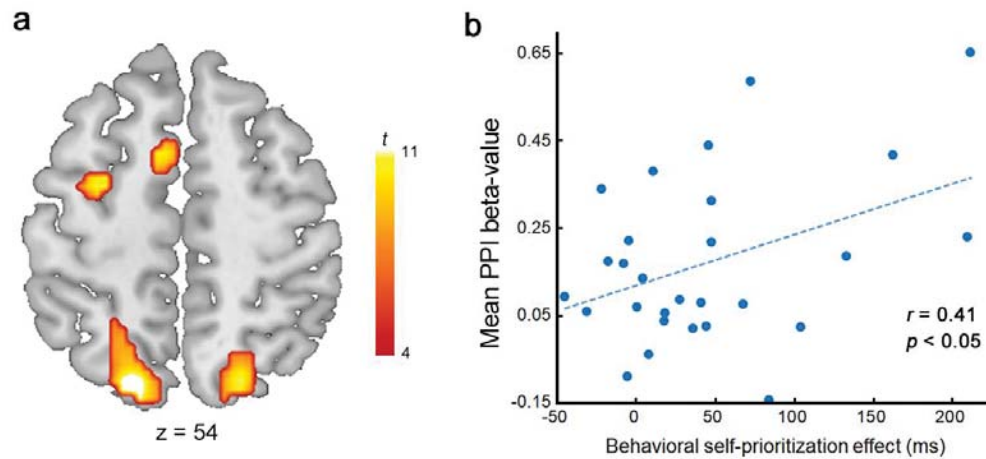 a
t
11
4
z = 54
b
Mean PPI beta-value
0.65
0.45
0.25
0.05
-0.15
-50
0
50
100
150
200
r = 0.41
p < 0.05
Behavioral self-prioritization effect (ms)